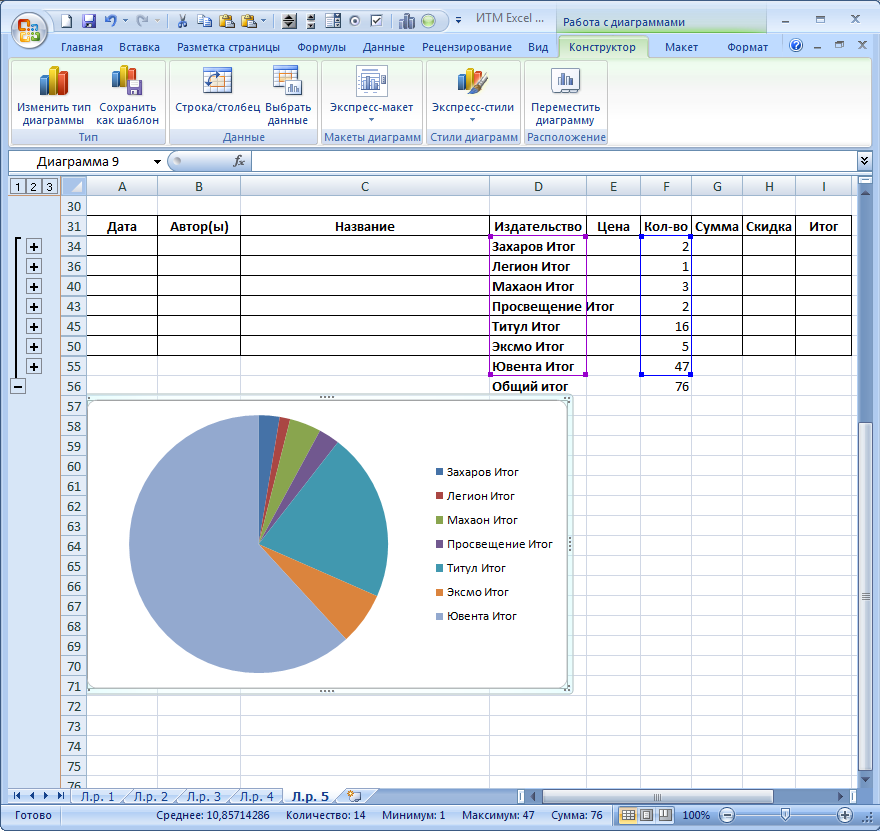 ИТМ Excel ...
Работа с диаграммами
Главная Вставка Разметка страницы Формулы Данные Рецензирование Вид Конструктор Макет Формат
Изменить тип диаграммы
Сохранить как шаблон
Строка/столбец
Выбрать данные
Экспресс-макет
Экспресс-стили
Переместить диаграмму
Тип Данные Макеты диаграмм Стили диаграмм Расположение
Диаграмма 9 fx
1 2 3 A B C D E F G H I
30
31 Дата Автор(ы) Название Издательство Цена Кол-во Сумма Скидка Итог
34 Захаров Итог 2
36 Легион Итог 1
40 Махаон Итог 3
43 Просвещение Итог 2
45 Титул Итог 16
50 Эксмо Итог 5
55 Ювента Итог 47
56 Общий итог 76
57
58
59
60
61
62
63
64
65
66
67
68
69
70
71
72
73
74
75
76
Захаров Итог
Легион Итог
Махаон Итог
Просвещение Итог
Титул Итог
Эксмо Итог
Ювента Итог
Л.р. 1 Л.р. 2 Л.р. 3 Л.р. 4 Л.р. 5
Готово Среднее: 10,85714286 Количество: 14 Минимум: 1 Максимум: 47 Сумма: 76 100%